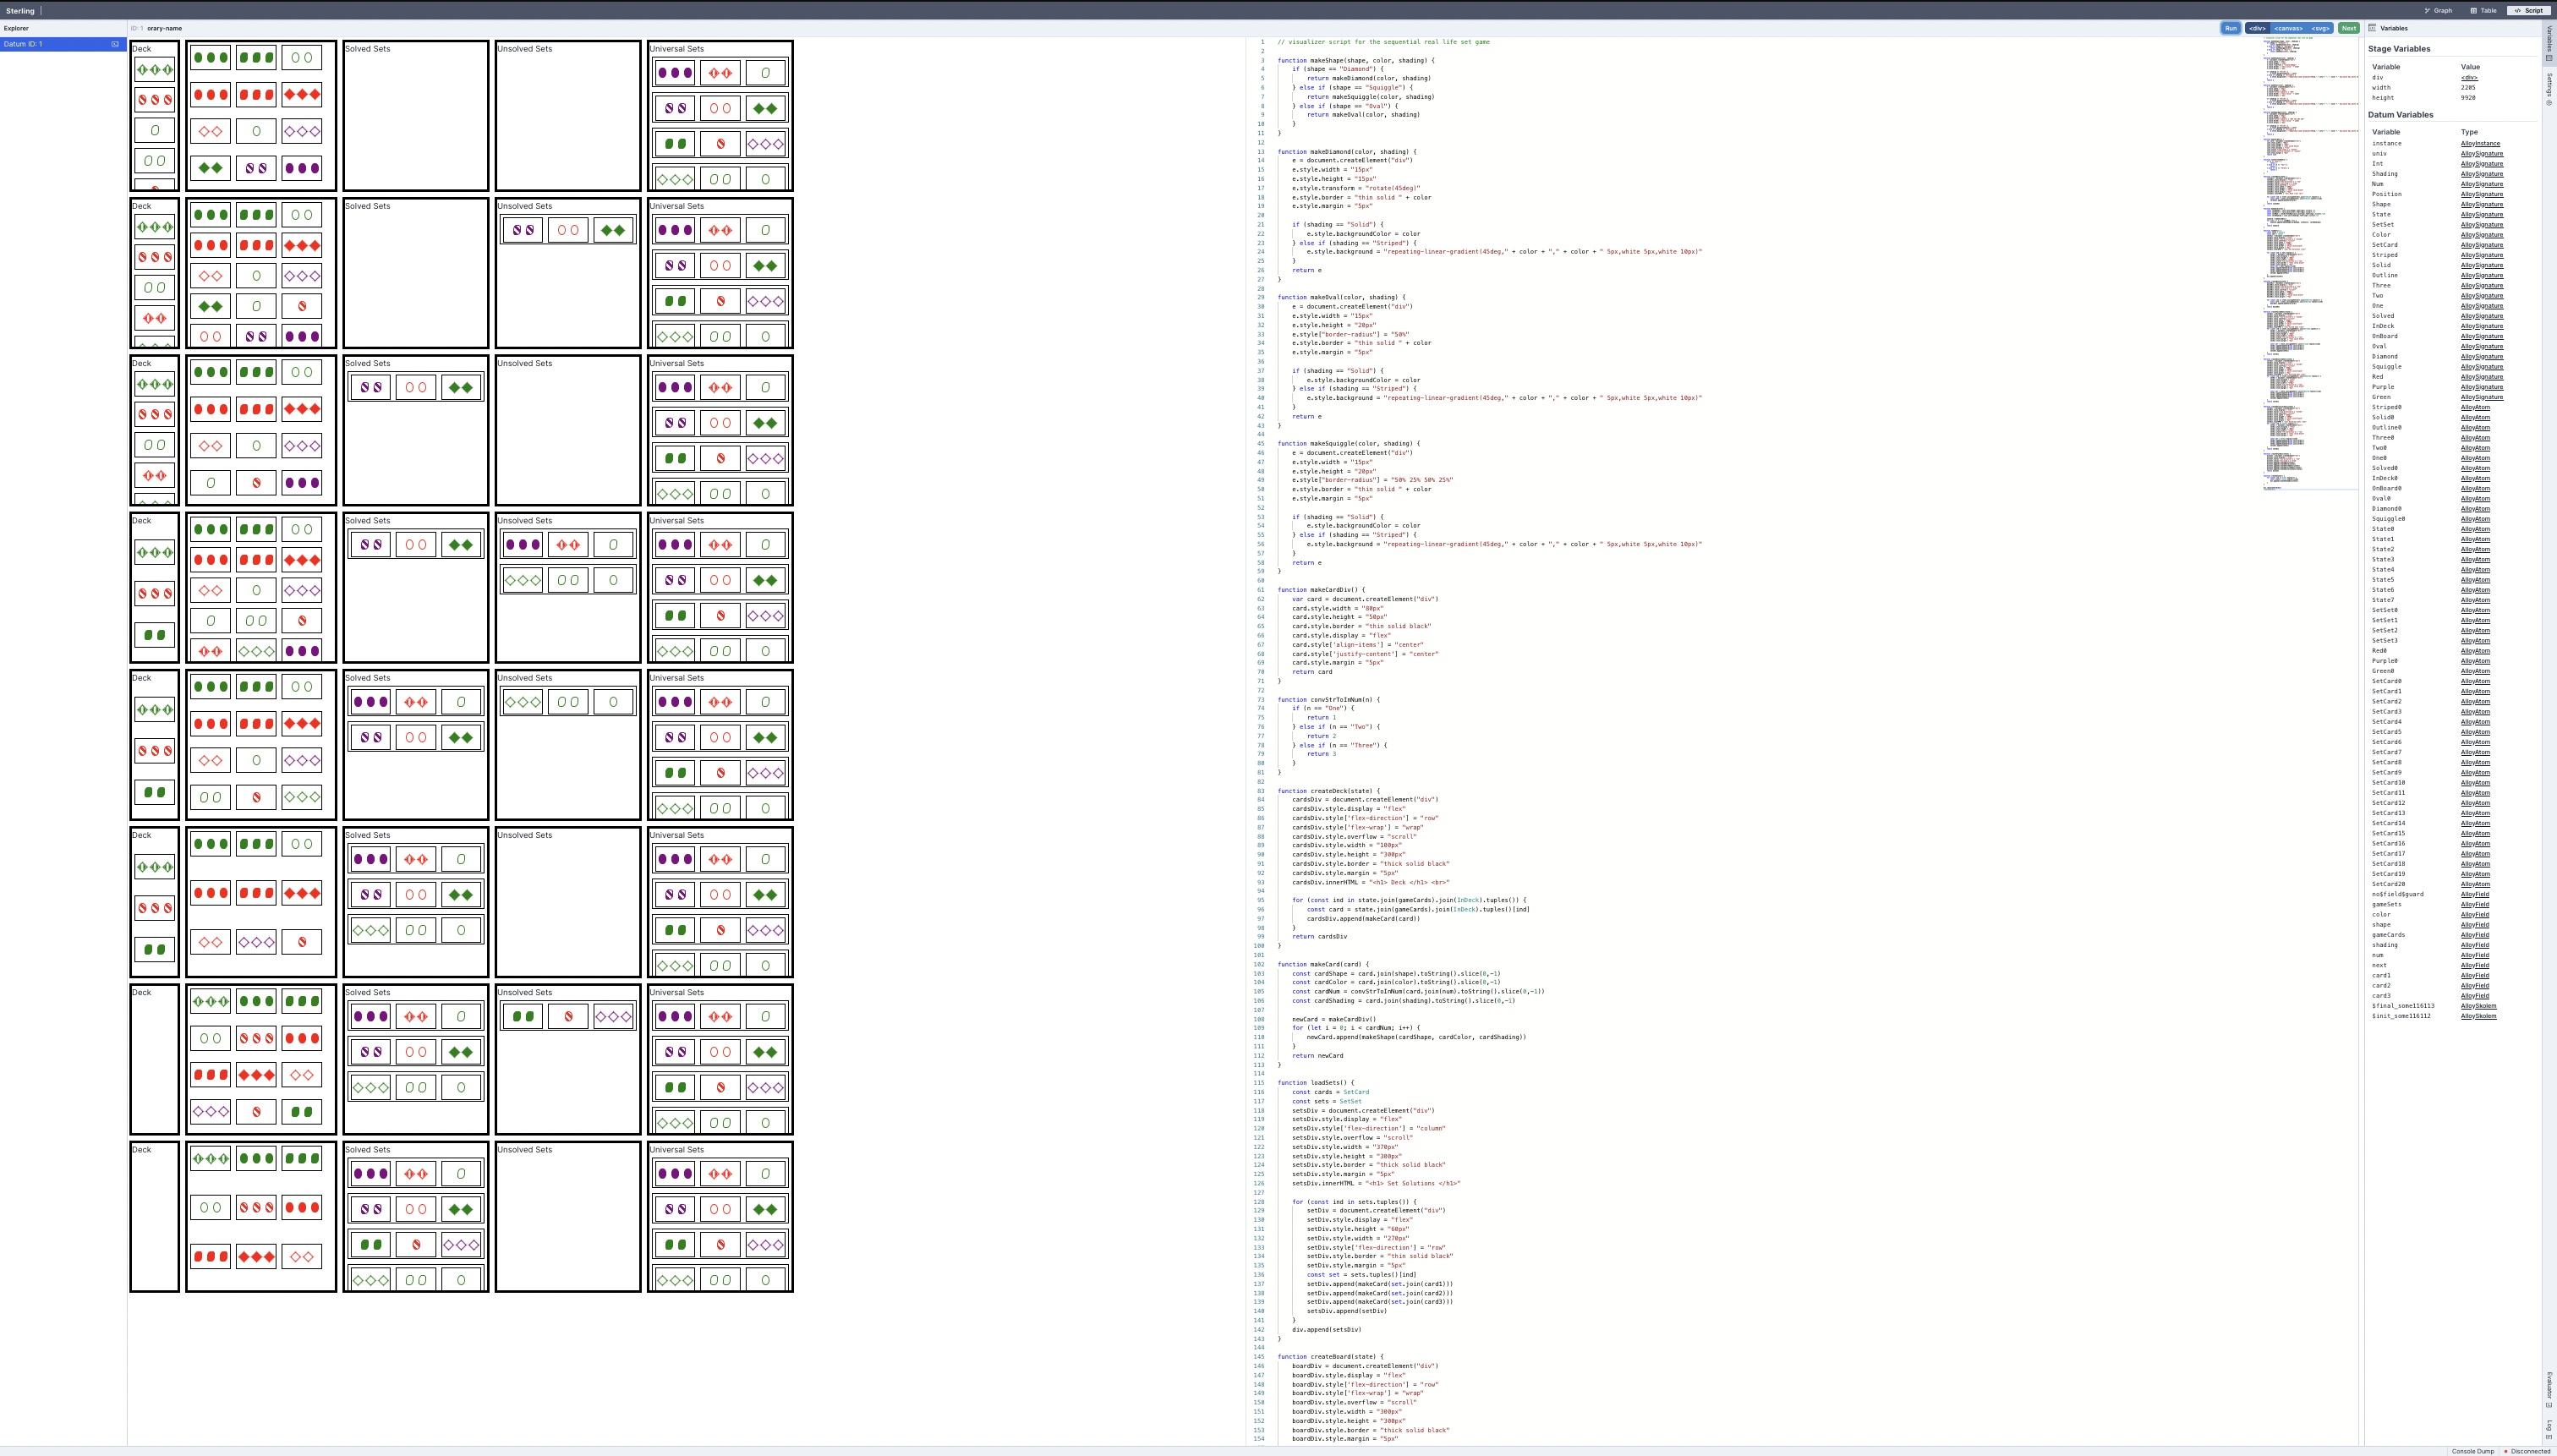 Sterling
Graph
Table
Script
Explorer
Datum ID: 1
ID: 1 orary-name
Run
<div>
<canvas>
<svg>
Next
Deck
Solved Sets
Unsolved Sets
Universal Sets
Deck
Solved Sets
Unsolved Sets
Universal Sets
Deck
Solved Sets
Unsolved Sets
Universal Sets
Deck
Solved Sets
Unsolved Sets
Universal Sets
Deck
Solved Sets
Unsolved Sets
Universal Sets
Deck
Solved Sets
Unsolved Sets
Universal Sets
Deck
Solved Sets
Unsolved Sets
Universal Sets
Deck
Solved Sets
Unsolved Sets
Universal Sets
1 // visualizer script for the sequential real life set game
2
3 function makeShape(shape, color, shading) {
4 if (shape == "Diamond") {
5 return makeDiamond(color, shading)
6 } else if (shape == "Squiggle") {
7 return makeSquiggle(color, shading)
8 } else if (shape == "Oval") {
9 return makeOval(color, shading)
10 }
11 }
12
13 function makeDiamond(color, shading) {
14 e = document.createElement("div")
15 e.style.width = "15px"
16 e.style.height = "15px"
17 e.style.transform = "rotate(45deg)"
18 e.style.border = "thin solid " + color
19 e.style.margin = "5px"
20
21 if (shading == "Solid") {
22 e.style.backgroundColor = color
23 } else if (shading == "Striped") {
24 e.style.background = "repeating-linear-gradient(45deg," + color + "," + color + " 5px,white 5px,white 10px)"
25 }
26 return e
27 }
28
29 function makeOval(color, shading) {
30 e = document.createElement("div")
31 e.style.width = "15px"
32 e.style.height = "20px"
33 e.style["border-radius"] = "50%"
34 e.style.border = "thin solid " + color
35 e.style.margin = "5px"
36
37 if (shading == "Solid") {
38 e.style.backgroundColor = color
39 } else if (shading == "Striped") {
40 e.style.background = "repeating-linear-gradient(45deg," + color + "," + color + " 5px,white 5px,white 10px)"
41 }
42 return e
43 }
44
45 function makeSquiggle(color, shading) {
46 e = document.createElement("div")
47 e.style.width = "15px"
48 e.style.height = "20px"
49 e.style["border-radius"] = "50% 25% 50% 25%"
50 e.style.border = "thin solid " + color
51 e.style.margin = "5px"
52
53 if (shading == "Solid") {
54 e.style.backgroundColor = color
55 } else if (shading == "Striped") {
56 e.style.background = "repeating-linear-gradient(45deg," + color + "," + color + " 5px,white 5px,white 10px)"
57 }
58 return e
59 }
60
61 function makeCardDiv() {
62 var card = document.createElement("div")
63 card.style.width = "80px"
64 card.style.height = "50px"
65 card.style.border = "thin solid black"
66 card.style.display = "flex"
67 card.style['align-items'] = "center"
68 card.style['justify-content'] = "center"
69 card.style.margin = "5px"
70 return card
71 }
72
73 function convStrToInNum(n) {
74 if (n == "One") {
75 return 1
76 } else if (n == "Two") {
77 return 2
78 } else if (n == "Three") {
79 return 3
80 }
81 }
82
83 function createDeck(state) {
84 cardsDiv = document.createElement("div")
85 cardsDiv.style.display = "flex"
86 cardsDiv.style['flex-direction'] = "row"
87 cardsDiv.style['flex-wrap'] = "wrap"
88 cardsDiv.style.overflow = "scroll"
89 cardsDiv.style.width = "100px"
90 cardsDiv.style.height = "300px"
91 cardsDiv.style.border = "thick solid black"
92 cardsDiv.style.margin = "5px"
93 cardsDiv.innerHTML = "<h1> Deck </h1> <br>"
94
95 for (const ind in state.join(gameCards).join(InDeck).tuples()) {
96 const card = state.join(gameCards).join(InDeck).tuples()[ind]
97 cardsDiv.append(makeCard(card))
98 }
99 return cardsDiv
100 }
101
102 function makeCard(card) {
103 const cardShape = card.join(shape).toString().slice(0,-1)
104 const cardColor = card.join(color).toString().slice(0,-1)
105 const cardNum = convStrToInNum(card.join(num).toString().slice(0,-1))
106 const cardShading = card.join(shading).toString().slice(0,-1)
107
108 newCard = makeCardDiv()
109 for (let i = 0; i < cardNum; i++) {
110 newCard.append(makeShape(cardShape, cardColor, cardShading))
111 }
112 return newCard
113 }
114
115 function loadSets() {
116 const cards = SetCard
117 const sets = SetSet
118 setsDiv = document.createElement("div")
119 setsDiv.style.display = "flex"
120 setsDiv.style['flex-direction'] = "column"
121 setsDiv.style.overflow = "scroll"
122 setsDiv.style.width = "370px"
123 setsDiv.style.height = "300px"
124 setsDiv.style.border = "thick solid black"
125 setsDiv.style.margin = "5px"
126 setsDiv.innerHTML = "<h1> Set Solutions </h1>"
127
128 for (const ind in sets.tuples()) {
129 setDiv = document.createElement("div")
130 setDiv.style.display = "flex"
131 setDiv.style.height = "60px"
132 setDiv.style.width = "270px"
133 setDiv.style['flex-direction'] = "row"
134 setDiv.style.border = "thin solid black"
135 setDiv.style.margin = "5px"
136 const set = sets.tuples()[ind]
137 setDiv.append(makeCard(set.join(card1)))
138 setDiv.append(makeCard(set.join(card2)))
139 setDiv.append(makeCard(set.join(card3)))
140 setsDiv.append(setDiv)
141 }
142 div.append(setsDiv)
143 }
144
145 function createBoard(state) {
146 boardDiv = document.createElement("div")
147 boardDiv.style.display = "flex"
148 boardDiv.style['flex-direction'] = "row"
149 boardDiv.style['flex-wrap'] = "wrap"
150 boardDiv.style.overflow = "scroll"
151 boardDiv.style.width = "300px"
152 boardDiv.style.height = "300px"
153 boardDiv.style.border = "thick solid black"
154 boardDiv.style.margin = "5px"
Variables
Stage Variables
Variable Value
div <div>
width 2205
height 9920
Datum Variables
Variable Type
instance AlloyInstance
univ AlloySignature
Int AlloySignature
Shading AlloySignature
Num AlloySignature
Position AlloySignature
Shape AlloySignature
State AlloySignature
SetSet AlloySignature
Color AlloySignature
SetCard AlloySignature
Striped AlloySignature
Solid AlloySignature
Outline AlloySignature
Three AlloySignature
Two AlloySignature
One AlloySignature
Solved AlloySignature
InDeck AlloySignature
OnBoard AlloySignature
Oval AlloySignature
Diamond AlloySignature
Squiggle AlloySignature
Red AlloySignature
Purple AlloySignature
Green AlloySignature
Striped0 AlloyAtom
Solid0 AlloyAtom
Outline0 AlloyAtom
Three0 AlloyAtom
Two0 AlloyAtom
One0 AlloyAtom
Solved0 AlloyAtom
InDeck0 AlloyAtom
OnBoard0 AlloyAtom
Oval0 AlloyAtom
Diamond0 AlloyAtom
Squiggle0 AlloyAtom
State0 AlloyAtom
State1 AlloyAtom
State2 AlloyAtom
State3 AlloyAtom
State4 AlloyAtom
State5 AlloyAtom
State6 AlloyAtom
State7 AlloyAtom
SetSet0 AlloyAtom
SetSet1 AlloyAtom
SetSet2 AlloyAtom
SetSet3 AlloyAtom
Red0 AlloyAtom
Purple0 AlloyAtom
Green0 AlloyAtom
SetCard0 AlloyAtom
SetCard1 AlloyAtom
SetCard2 AlloyAtom
SetCard3 AlloyAtom
SetCard4 AlloyAtom
SetCard5 AlloyAtom
SetCard6 AlloyAtom
SetCard7 AlloyAtom
SetCard8 AlloyAtom
SetCard9 AlloyAtom
SetCard10 AlloyAtom
SetCard11 AlloyAtom
SetCard12 AlloyAtom
SetCard13 AlloyAtom
SetCard14 AlloyAtom
SetCard15 AlloyAtom
SetCard16 AlloyAtom
SetCard17 AlloyAtom
SetCard18 AlloyAtom
SetCard19 AlloyAtom
SetCard20 AlloyAtom
no$field$guard AlloyField
gameSets AlloyField
color AlloyField
shape AlloyField
gameCards AlloyField
shading AlloyField
num AlloyField
next AlloyField
card1 AlloyField
card2 AlloyField
card3 AlloyField
$final_some116113 AlloySkolem
$init_some116112 AlloySkolem
Variables
Settings
Evaluator
Log
Console Dump
Disconnected